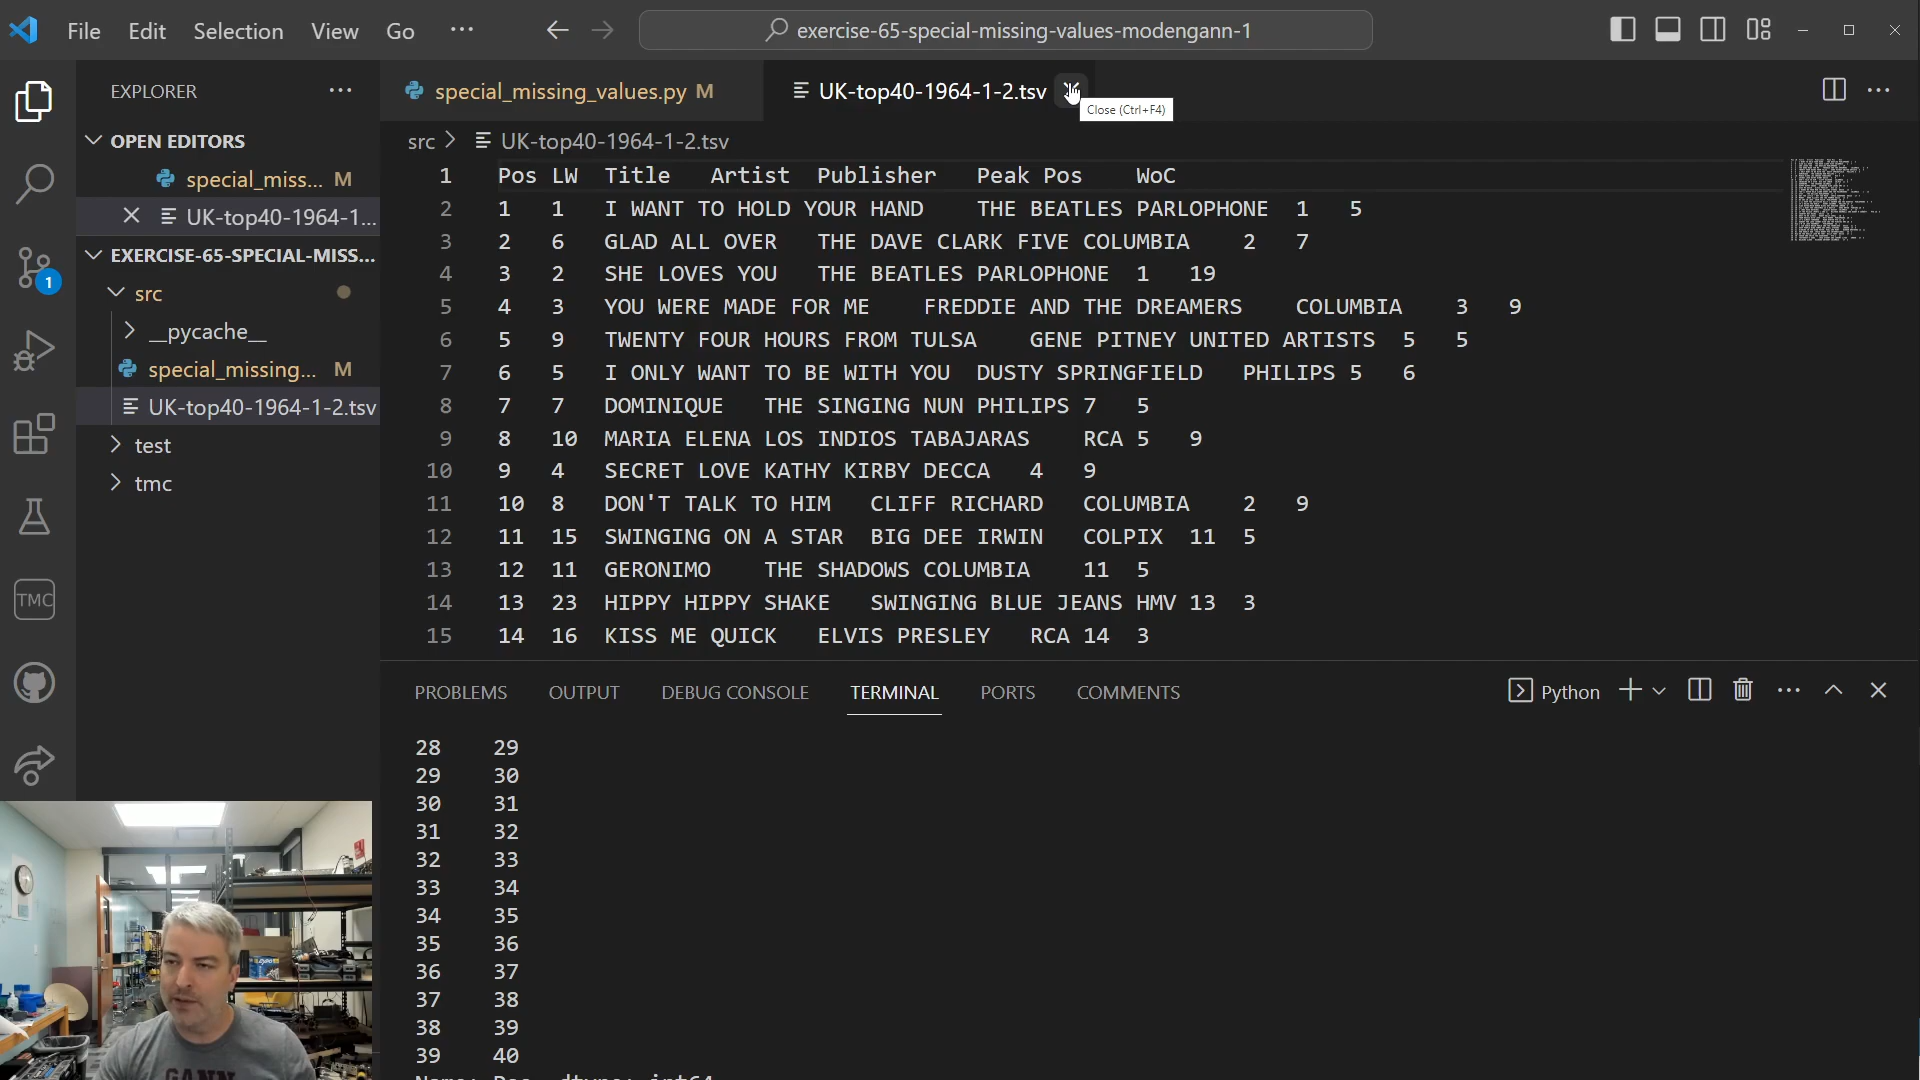 File Edit Selection View Go ···
exercise-65-special-missing-values-modengann-1
EXPLORER
special_missing_values.py M
UK-top40-1964-1-2.tsv
Close (Ctrl+F4)
OPEN EDITORS
special_miss... M
UK-top40-1964-1...
EXERCISE-65-SPECIAL-MISS...
src
__pycache__
special_missing... M
UK-top40-1964-1-2.tsv
test
tmc
TMC
1
src > UK-top40-1964-1-2.tsv
1 Pos LW Title Artist Publisher Peak Pos WoC
2 1 1 I WANT TO HOLD YOUR HAND THE BEATLES PARLOPHONE 1 5
3 2 6 GLAD ALL OVER THE DAVE CLARK FIVE COLUMBIA 2 7
4 3 2 SHE LOVES YOU THE BEATLES PARLOPHONE 1 19
5 4 3 YOU WERE MADE FOR ME FREDDIE AND THE DREAMERS COLUMBIA 3 9
6 5 9 TWENTY FOUR HOURS FROM TULSA GENE PITNEY UNITED ARTISTS 5 5
7 6 5 I ONLY WANT TO BE WITH YOU DUSTY SPRINGFIELD PHILIPS 5 6
8 7 7 DOMINIQUE THE SINGING NUN PHILIPS 7 5
9 8 10 MARIA ELENA LOS INDIOS TABAJARAS RCA 5 9
10 9 4 SECRET LOVE KATHY KIRBY DECCA 4 9
11 10 8 DON'T TALK TO HIM CLIFF RICHARD COLUMBIA 2 9
12 11 15 SWINGING ON A STAR BIG DEE IRWIN COLPIX 11 5
13 12 11 GERONIMO THE SHADOWS COLUMBIA 11 5
14 13 23 HIPPY HIPPY SHAKE SWINGING BLUE JEANS HMV 13 3
15 14 16 KISS ME QUICK ELVIS PRESLEY RCA 14 3
PROBLEMS OUTPUT DEBUG CONSOLE TERMINAL PORTS COMMENTS
Python
28 29
29 30
30 31
31 32
32 33
33 34
34 35
35 36
36 37
37 38
38 39
39 40
Name: Pos, dtype: int64
GANN